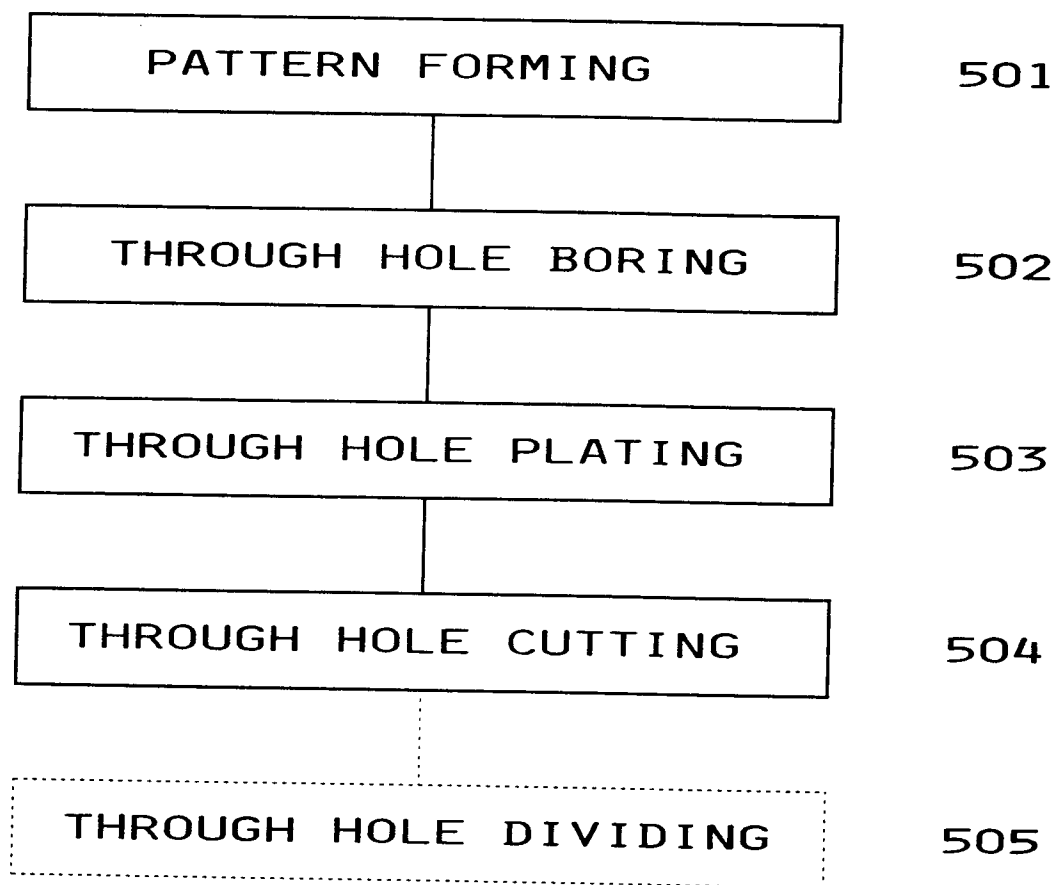 PATTERN FORMING 501
THROUGH HOLE BORING 502
THROUGH HOLE PLATING 503
THROUGH HOLE CUTTING 504
THROUGH HOLE DIVIDING 505